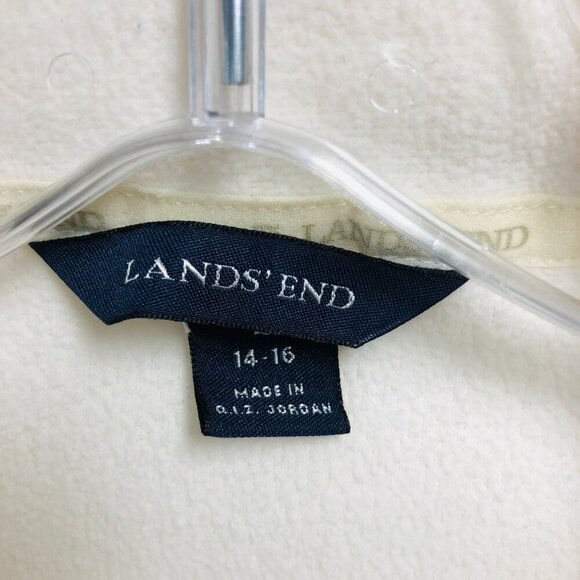 LANDS' END
LANDS' END
14-16
MADE IN
Q.I.Z. JORDAN